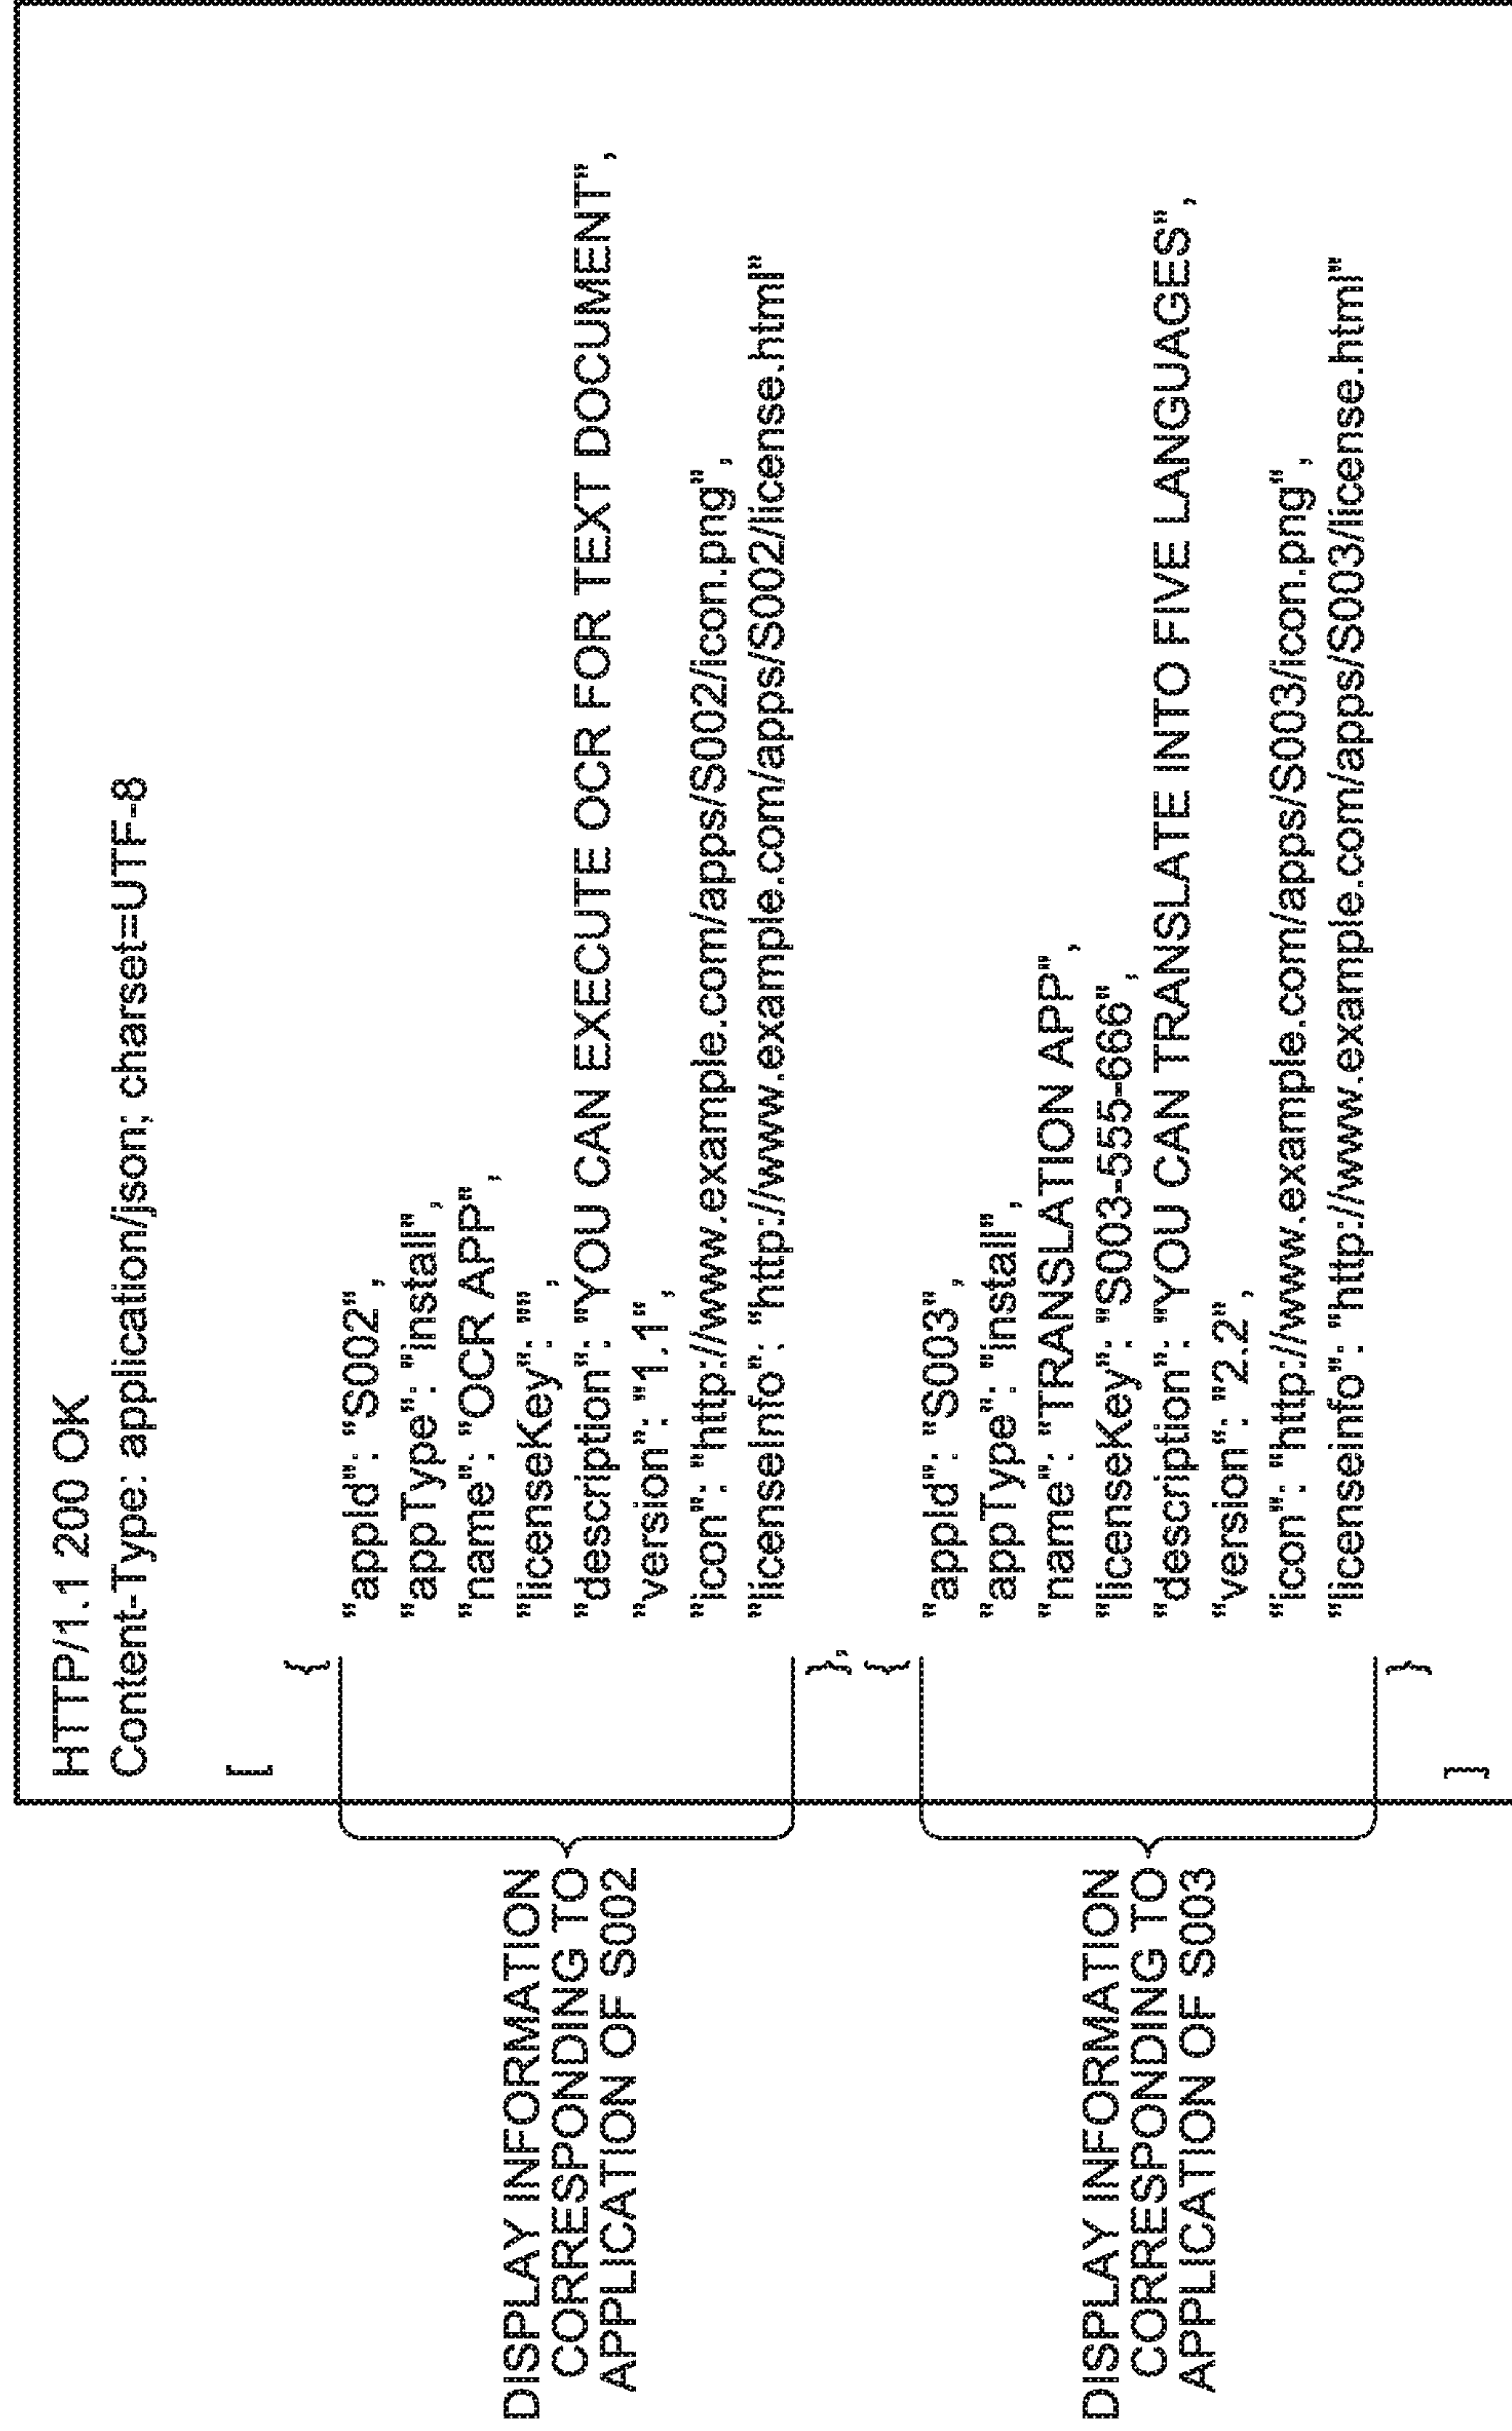 HTTP/1.1 200 OK
Content-Type: application/json; charset=UTF-8
[
{
"appId": "S002",
"appType": "install",
"name": "OCR APP",
"licenseKey": "",
"description": "YOU CAN EXECUTE OCR FOR TEXT DOCUMENT",
"version": "1.1",
"icon": "http://www.example.com/apps/S002/icon.png",
"licenseInfo": "http://www.example.com/apps/S002/license.html"
},
{
"appId": "S003",
"appType": "install",
"name": "TRANSLATION APP",
"licenseKey": "S003-555-666",
"description": "YOU CAN TRANSLATE INTO FIVE LANGUAGES",
"version": "2.2",
"icon": "http://www.example.com/apps/S003/icon.png",
"licenseinfo": "http://www.example.com/apps/S003/license.html"
}
]
DISPLAY INFORMATION
CORRESPONDING TO
APPLICATION OF S002
DISPLAY INFORMATION
CORRESPONDING TO
APPLICATION OF S003